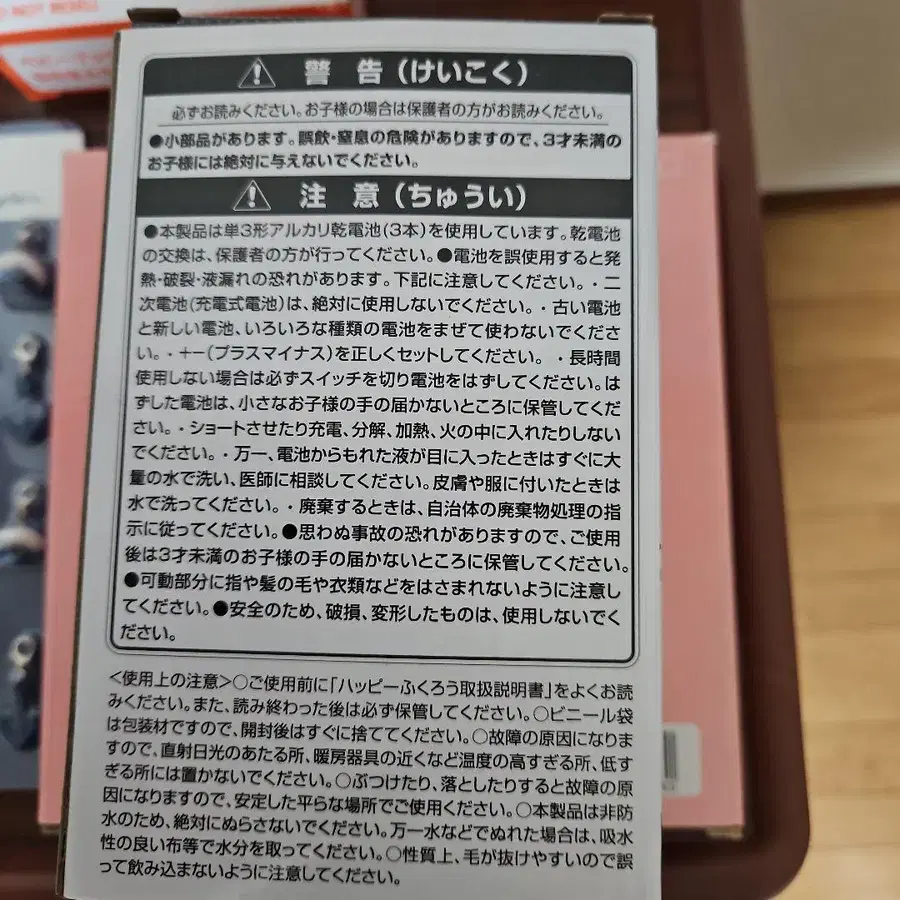 警 告(けいこく)
必ずお読みください。お子様の場合は保護者の方がお読みください。
●小部品があります。誤飲・窒息の危険がありますので、3才未満の
お子様には絶対に与えないでください。
注 意(ちゅうい)
●本製品は単3形アルカリ乾電池(3本)を使用しています。乾電池
の交換は、保護者の方が行ってください。●電池を誤使用すると発
熱・破裂・液漏れの恐れがあります。下記に注意してください。・二
次電池(充電式電池)は、絶対に使用しないでください。・古い電池
と新しい電池、いろいろな種類の電池をまぜて使わないでくださ
い。・+−(プラスマイナス)を正しくセットしてください。・長時間
使用しない場合は必ずスイッチを切り電池をはずしてください。は
ずした電池は、小さなお子様の手の届かないところに保管してくだ
さい。・ショートさせたり充電、分解、加熱、火の中に入れたりしない
でください。・万一、電池からもれた液が目に入ったときはすぐに大
量の水で洗い、医師に相談してください。皮膚や服に付いたときは
水で洗ってください。・廃棄するときは、自治体の廃棄物処理の指
示に従ってください。●思わぬ事故の恐れがありますので、ご使用
後は3才未満のお子様の手の届かないところに保管してください。
●可動部分に指や髪の毛や衣類などをはさまれないように注意し
てください。●安全のため、破損、変形したものは、使用しないでく
ださい。
<使用上の注意>○ご使用前に「ハッピーふくろう取扱説明書」をよくお読
みください。また、読み終わった後は必ず保管してください。○ビニール袋
は包装材ですので、開封後はすぐに捨ててください。○故障の原因になりま
すので、直射日光のあたる所、暖房器具の近くなど温度の高すぎる所、低す
ぎる所には置かないでください。○ぶつけたり、落としたりすると故障の原
因になりますので、安定した平らな場所でご使用ください。○本製品は非防
水のため、絶対にぬらさないでください。万一水などでぬれた場合は、吸水
性の良い布等で水分を取ってください。○性質上、毛が抜けやすいので誤
って飲み込まないように注意してください。